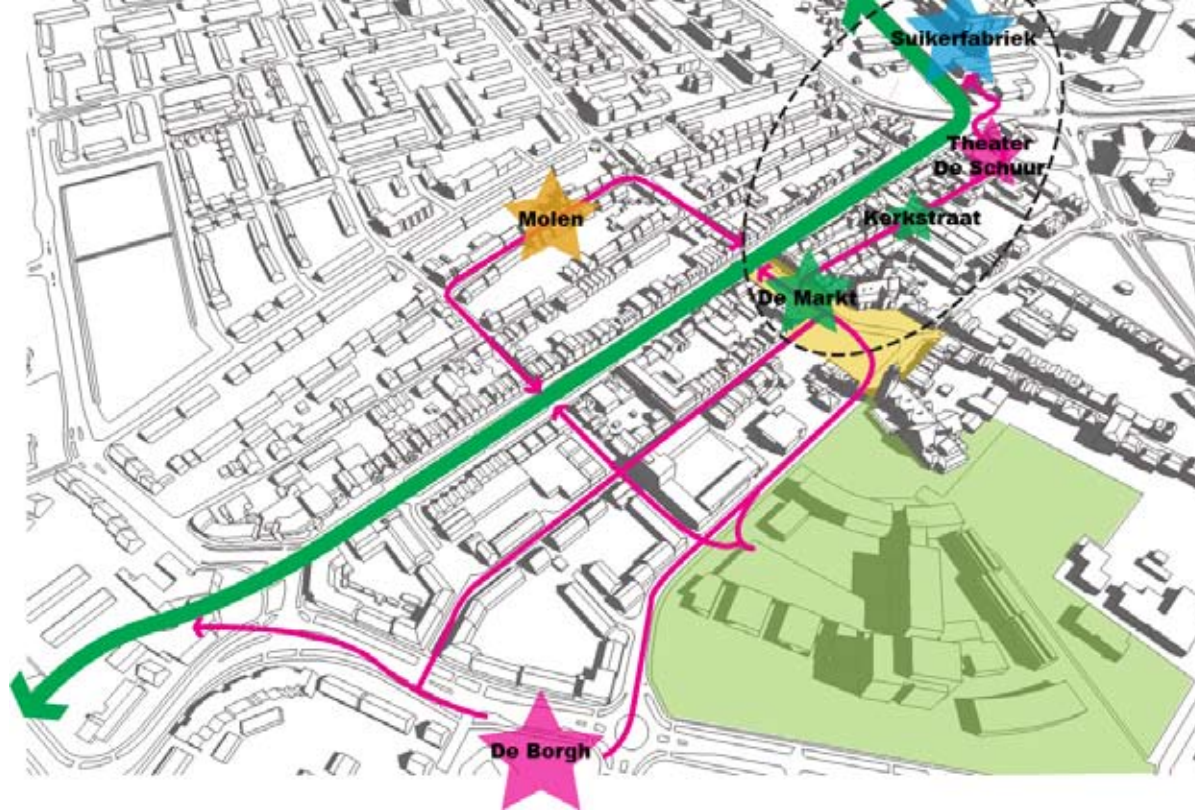 Suikerfabriek
Theater
De Schuur
Molen
Kerkstraat
De Markt
De Borgh